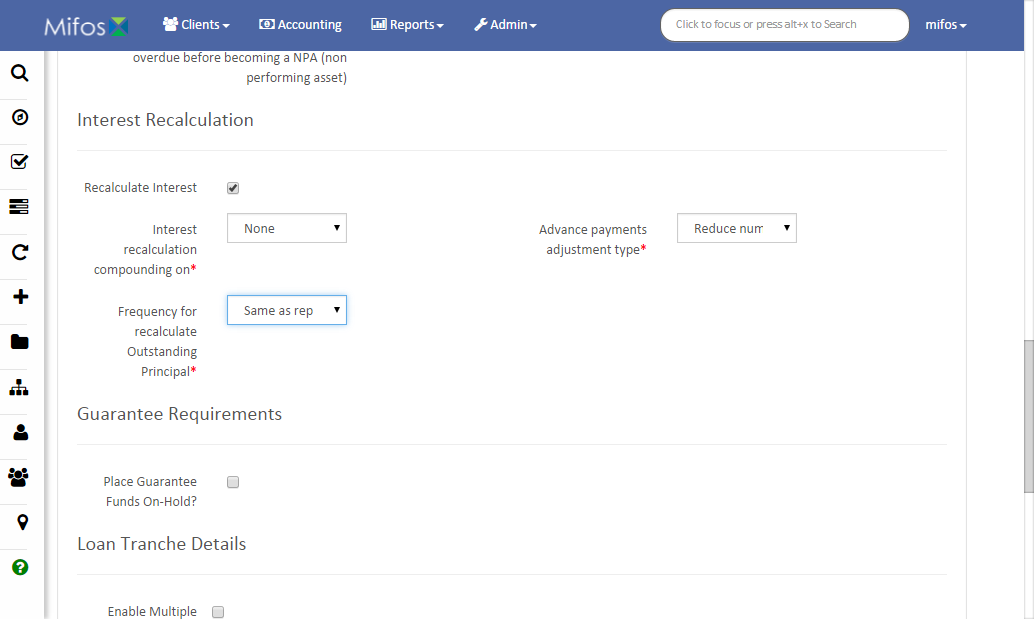 Mifos
Clients
Accounting
Reports
Admin
Click to focus or press alt+x to Search
mifos
overdue before becoming a NPA (non
performing asset)
Interest Recalculation
Recalculate Interest
Interest
recalculation
compounding on*
None
Advance payments
adjustment type*
Reduce num
Frequency for
recalculate
Outstanding
Principal*
Same as rep
Guarantee Requirements
Place Guarantee
Funds On-Hold?
Loan Tranche Details
Enable Multiple